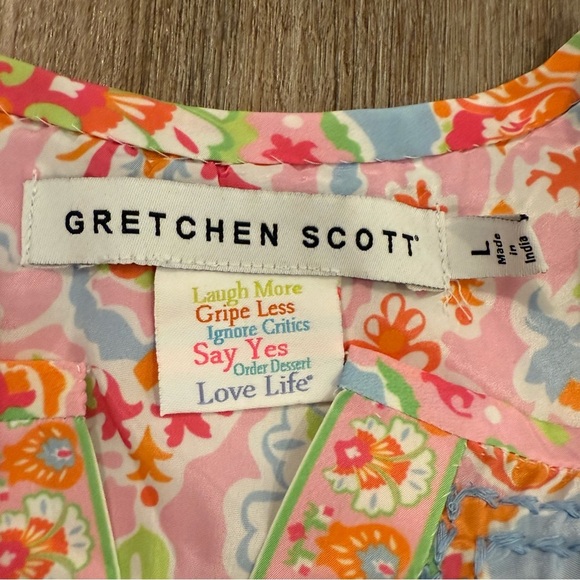 GRETCHEN SCOTT®
L
Made
in
India
Laugh More
Gripe Less
Ignore Critics
Say Yes
Order Dessert
Love Life®